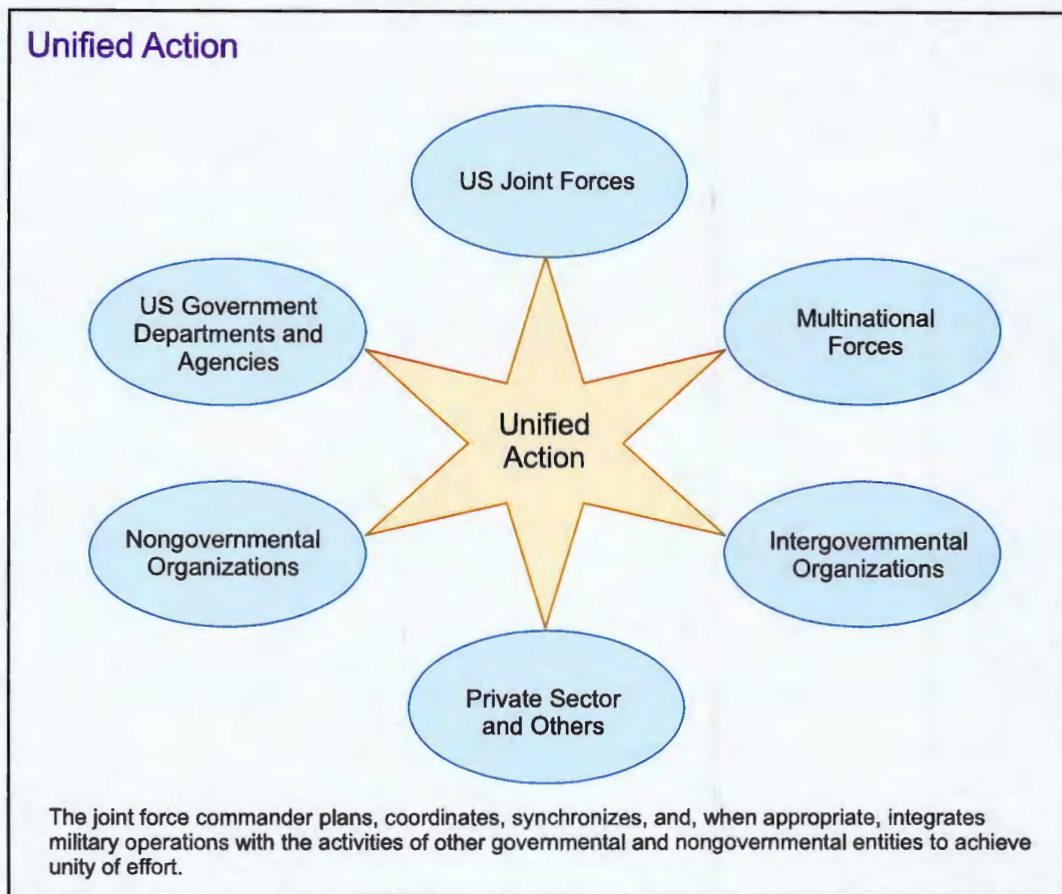 Unified Action
US Joint Forces
US Government
Departments and
Agencies
Multinational
Forces
Unified
Action
Nongovernmental
Organizations
Intergovernmental
Organizations
Private Sector
and Others
The joint force commander plans, coordinates, synchronizes, and, when appropriate, integrates
military operations with the activities of other governmental and nongovernmental entities to achieve
unity of effort.